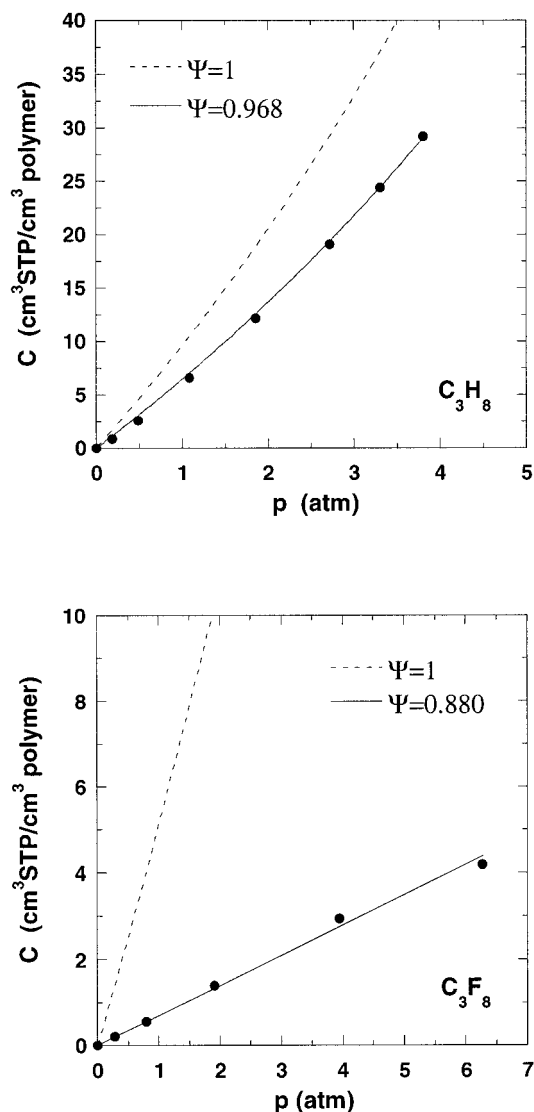 40
35
30
25
20
15
10
5
0
C (cm³STP/cm³ polymer)
Ψ=1
Ψ=0.968
C₃H₈
0 1 2 3 4 5
p (atm)
10
8
6
4
2
0
C (cm³STP/cm³ polymer)
Ψ=1
Ψ=0.880
C₃F₈
0 1 2 3 4 5 6 7
p (atm)